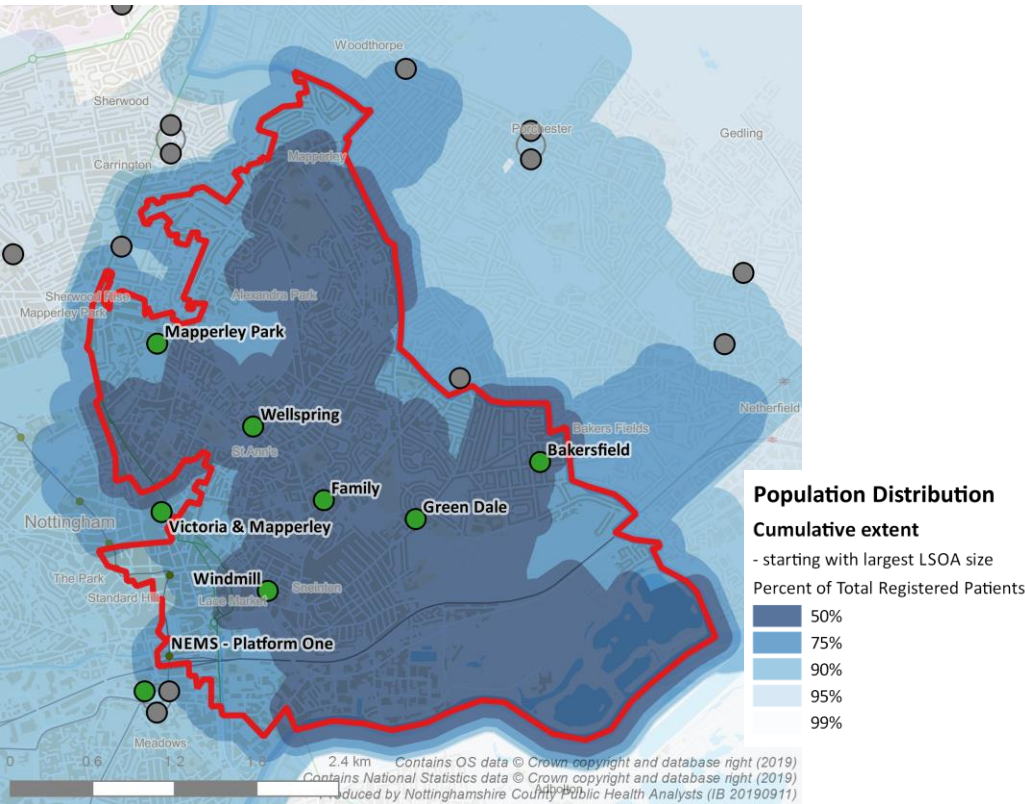 Woodthorpe
Sherwood
Porchester
Gedling
Carrington
Mapperley
Sherwood Rise
Alexandra Park
Mapperley Park
Mapperley Park
Netherfield
Wellspring
Bakers Fields
St Ann's
Bakersfield
Family
Green Dale
Nottingham
Victoria & Mapperley
The Park
Windmill
Sneinton
Standard Hill
Lace Market
NEMS - Platform One
Meadows
Population Distribution
Cumulative extent
- starting with largest LSOA size
Percent of Total Registered Patients
50%
75%
90%
95%
99%
0 0.6 1.2 1.8 2.4 km
Contains OS data © Crown copyright and database right (2019)
Contains National Statistics data © Crown copyright and database right (2019)
Adbolton
Produced by Nottinghamshire County Public Health Analysts (IB 20190911)